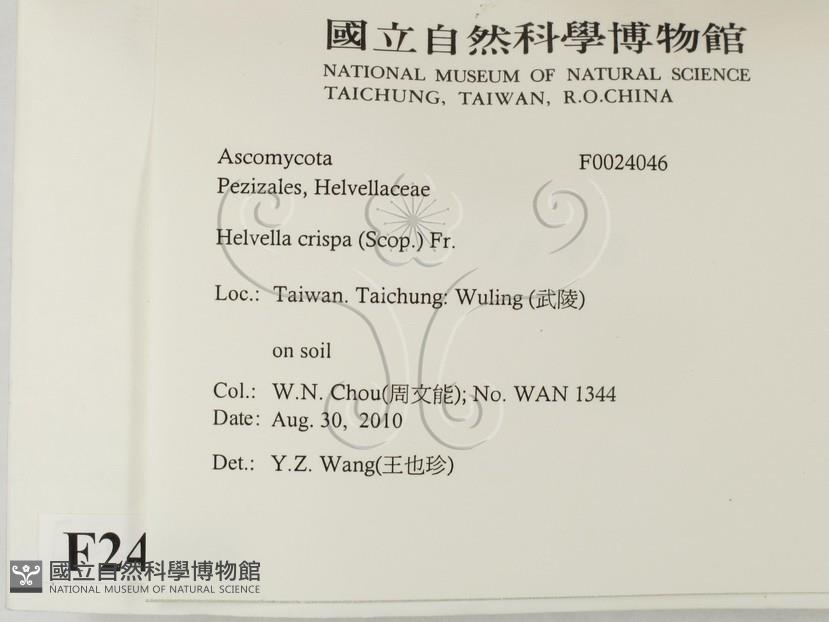 國立自然科學博物館
NATIONAL MUSEUM OF NATURAL SCIENCE
TAICHUNG, TAIWAN, R.O.CHINA
Ascomycota F0024046
Pezizales, Helvellaceae
Helvella crispa (Scop.) Fr.
Loc.: Taiwan. Taichung: Wuling (武陵)
on soil
Col.: W.N. Chou(周文能); No. WAN 1344
Date: Aug. 30, 2010
Det.: Y.Z. Wang(王也珍)
F24
國立自然科學博物館
NATIONAL MUSEUM OF NATURAL SCIENCE